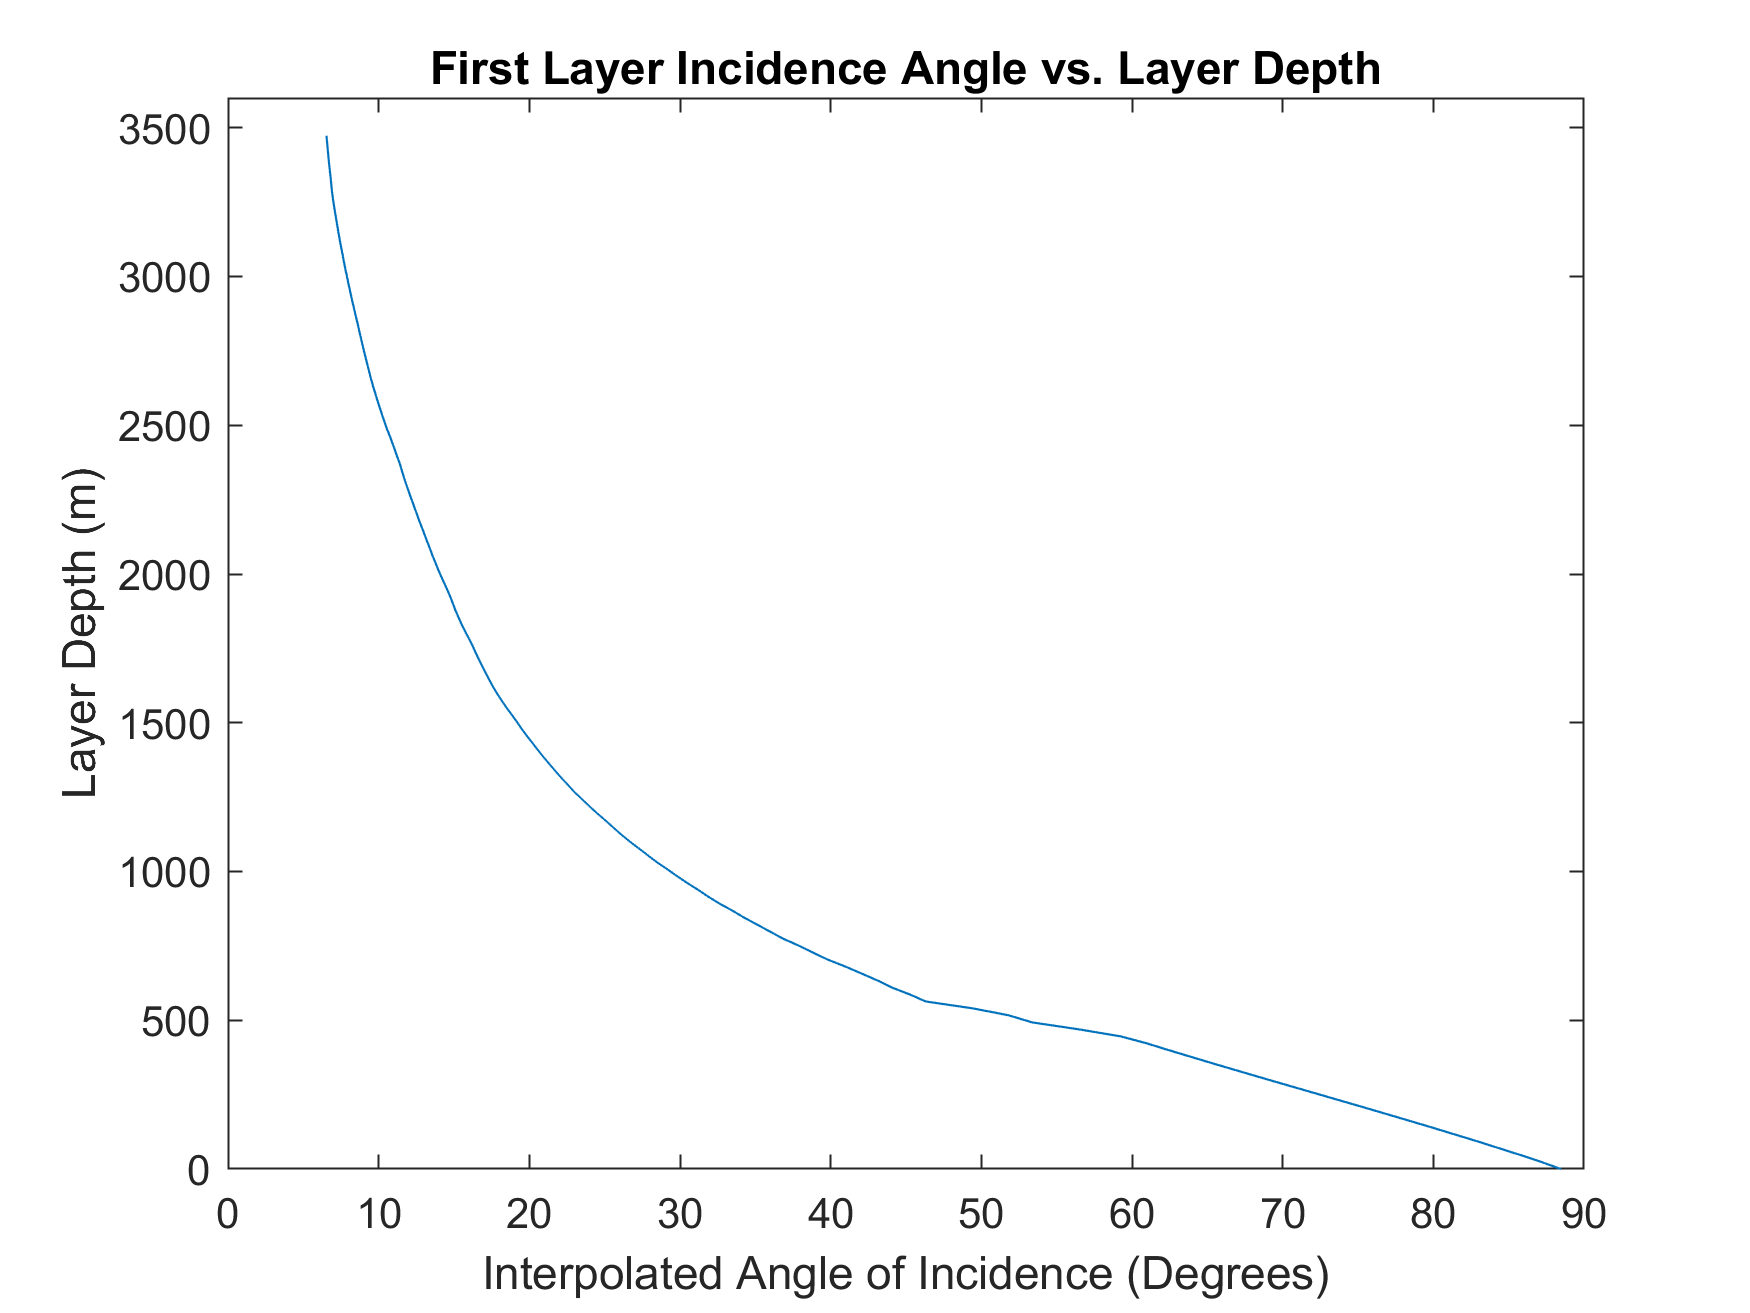 First Layer Incidence Angle vs. Layer Depth
Layer Depth (m)
3500
3000
2500
2000
1500
1000
500
0
0 10 20 30 40 50 60 70 80 90
Interpolated Angle of Incidence (Degrees)